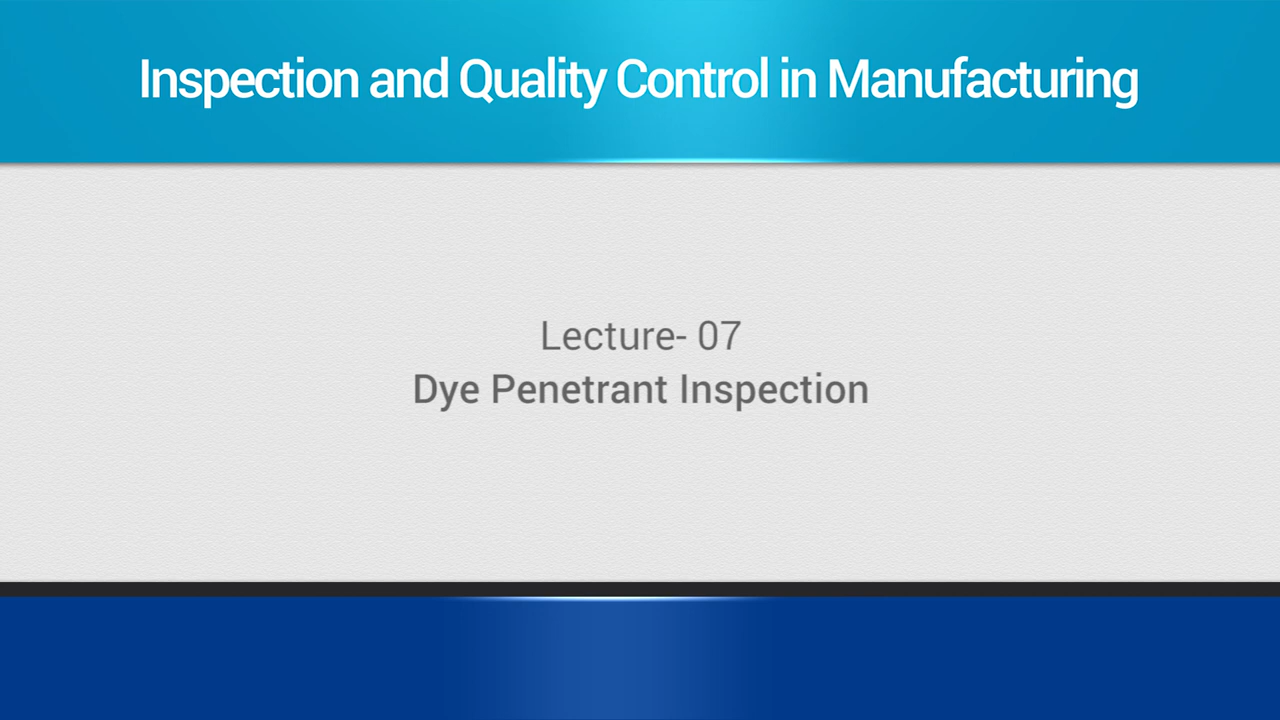 Inspection and Quality Control in Manufacturing
Lecture- 07
Dye Penetrant Inspection